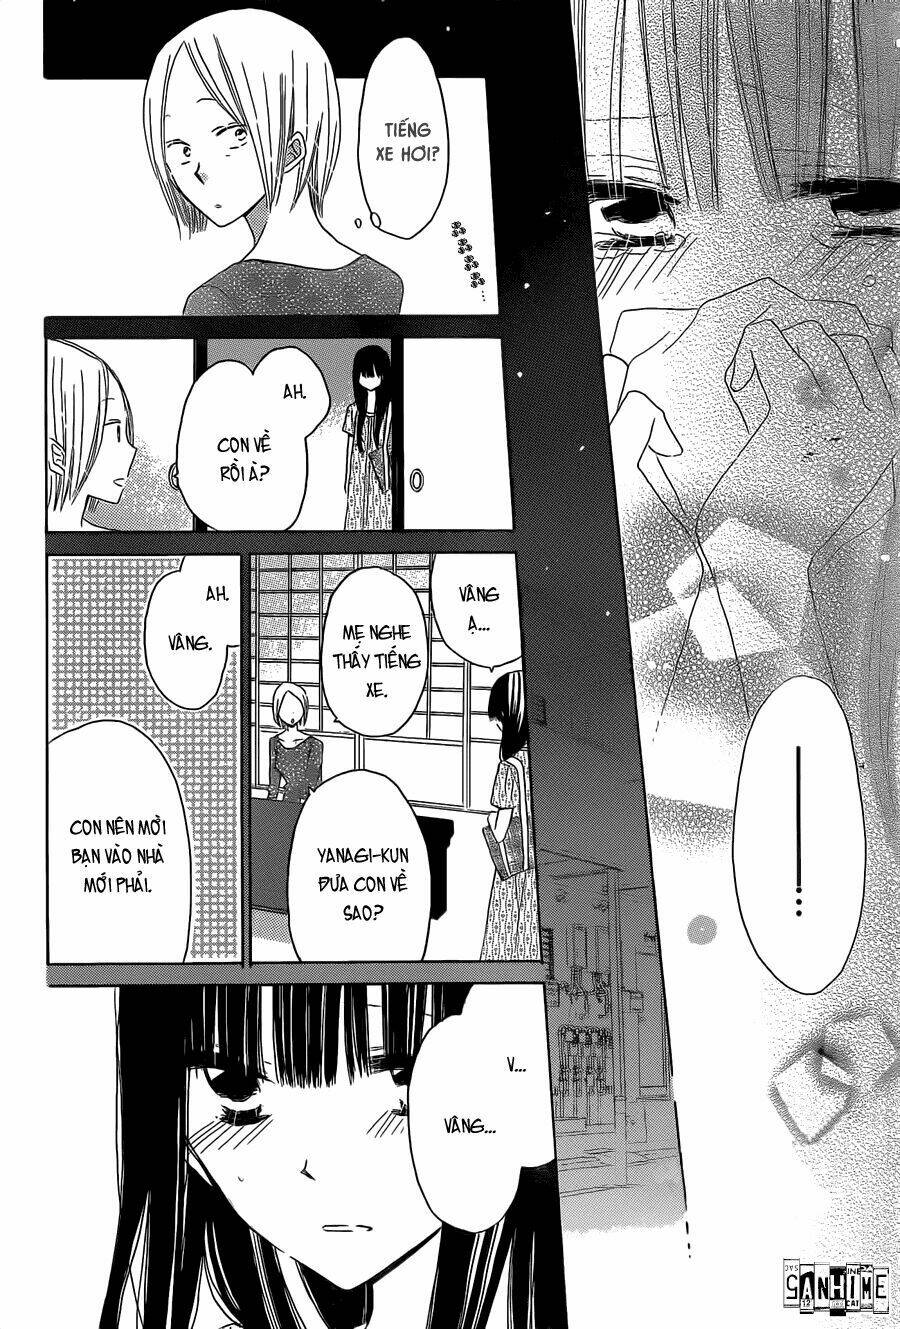 TIẾNG
XE HƠI?
AH.
CON VỀ
RỒI À?
VÂNG
Ạ...
MẸ NGHE
THẤY TIẾNG
XE.
YANAGI-KUN
ĐƯA CON VỀ
SAO?
AH.
VÂNG.
CON NÊN MỜI
BẠN VÀO NHÀ
MỚI PHẢI.
V...
VÂNG...
SANHIME